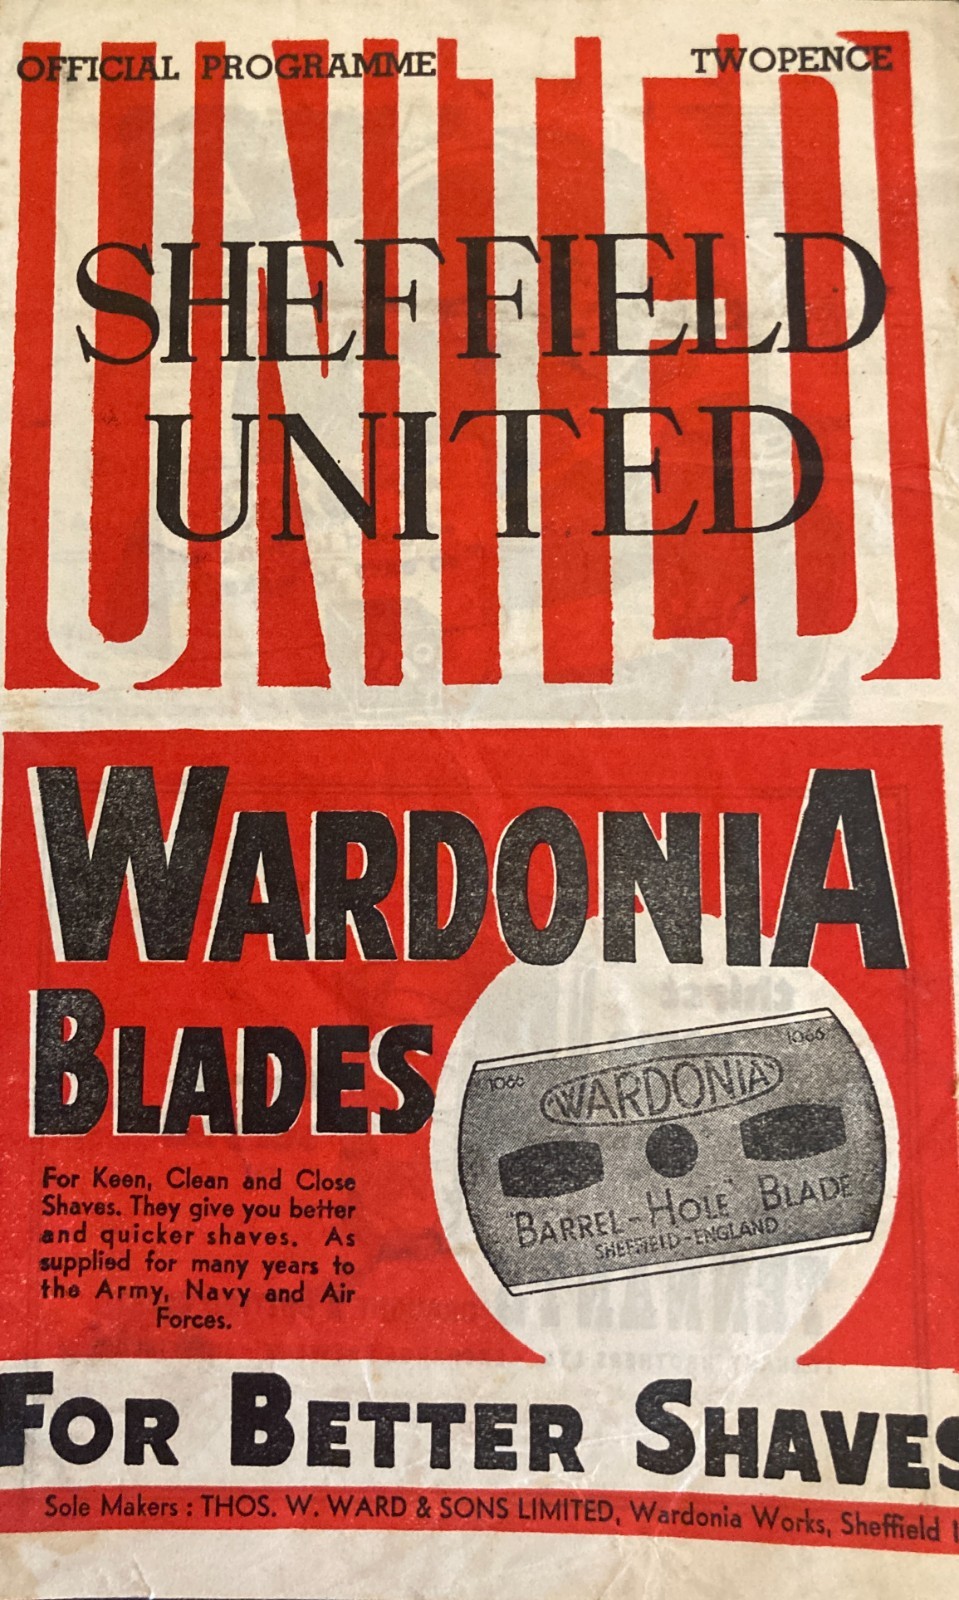 OFFICIAL PROGRAMME TWOPENCE
UNITED
SHEFFIELD
UNITED
WARDONIA
BLADES
1066 1066
WARDONIA
"BARREL-HOLE" BLADE
SHEFFIELD-ENGLAND
For Keen, Clean and Close
Shaves. They give you better
and quicker shaves. As
supplied for many years to
the Army, Navy and Air
Forces.
FOR BETTER SHAVES
Sole Makers : THOS. W. WARD & SONS LIMITED, Wardonia Works, Sheffield 1